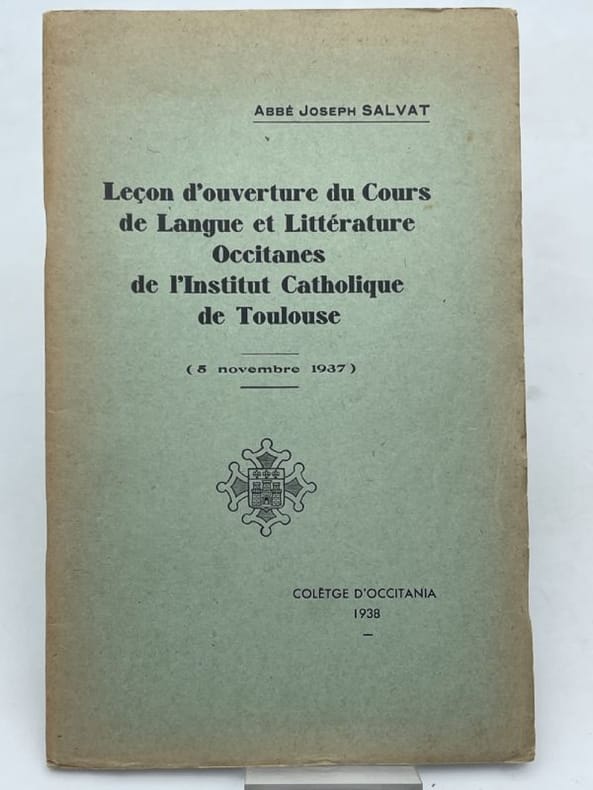 ABBÉ JOSEPH SALVAT
Leçon d'ouverture du Cours
de Langue et Littérature
Occitanes
de l'Institut Catholique
de Toulouse
( 5 novembre 1937 )
COLÈTGE D'OCCITANIA
1938